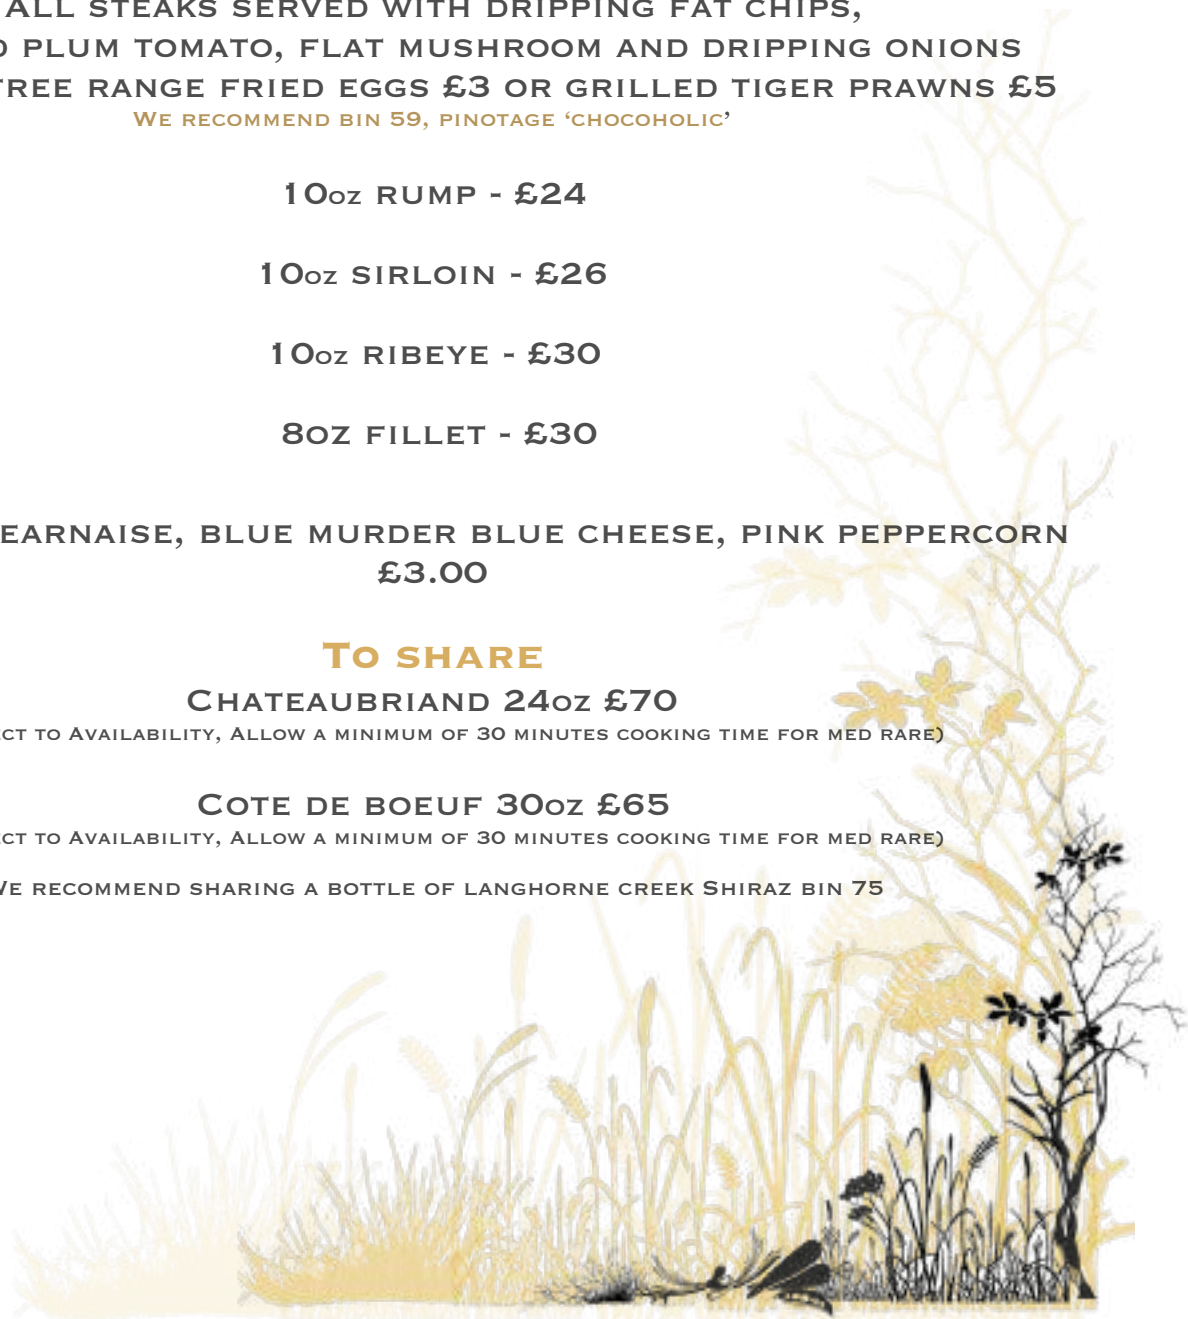 ALL STEAKS SERVED WITH DRIPPING FAT CHIPS,
PLUM TOMATO, FLAT MUSHROOM AND DRIPPING ONIONS
FREE RANGE FRIED EGGS £3 OR GRILLED TIGER PRAWNS £5
WE RECOMMEND BIN 59, PINOTAGE ‘CHOCOHOLIC’
10OZ RUMP - £24
10OZ SIRLOIN - £26
10OZ RIBEYE - £30
8OZ FILLET - £30
EARNAISE, BLUE MURDER BLUE CHEESE, PINK PEPPERCORN
£3.00
TO SHARE
CHATEAUBRIAND 24OZ £70
ECT TO AVAILABILITY, ALLOW A MINIMUM OF 30 MINUTES COOKING TIME FOR MED RARE)
COTE DE BOEUF 30OZ £65
ECT TO AVAILABILITY, ALLOW A MINIMUM OF 30 MINUTES COOKING TIME FOR MED RARE)
WE RECOMMEND SHARING A BOTTLE OF LANGHORNE CREEK SHIRAZ BIN 75